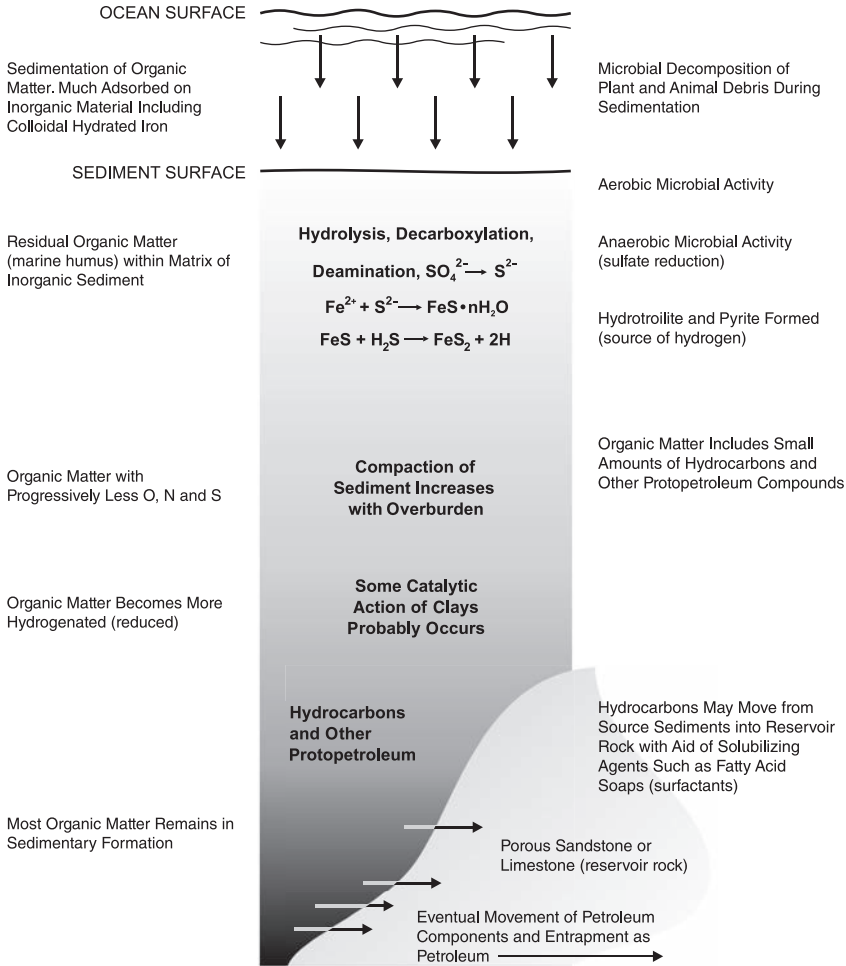 OCEAN SURFACE
Sedimentation of Organic
Matter. Much Adsorbed on
Inorganic Material Including
Colloidal Hydrated Iron
Microbial Decomposition of
Plant and Animal Debris During
Sedimentation
SEDIMENT SURFACE
Aerobic Microbial Activity
Residual Organic Matter
(marine humus) within Matrix of
Inorganic Sediment
Hydrolysis, Decarboxylation,
Deamination, SO₄²⁻ → S²⁻
Fe²⁺ + S²⁻ → FeS•nH₂O
FeS + H₂S → FeS₂ + 2H
Anaerobic Microbial Activity
(sulfate reduction)
Hydrotroilite and Pyrite Formed
(source of hydrogen)
Organic Matter with
Progressively Less O, N and S
Compaction of
Sediment Increases
with Overburden
Organic Matter Includes Small
Amounts of Hydrocarbons and
Other Protopetroleum Compounds
Organic Matter Becomes More
Hydrogenated (reduced)
Some Catalytic
Action of Clays
Probably Occurs
Hydrocarbons
and Other
Protopetroleum
Hydrocarbons May Move from
Source Sediments into Reservoir
Rock with Aid of Solubilizing
Agents Such as Fatty Acid
Soaps (surfactants)
Most Organic Matter Remains in
Sedimentary Formation
Porous Sandstone or
Limestone (reservoir rock)
Eventual Movement of Petroleum
Components and Entrapment as
Petroleum